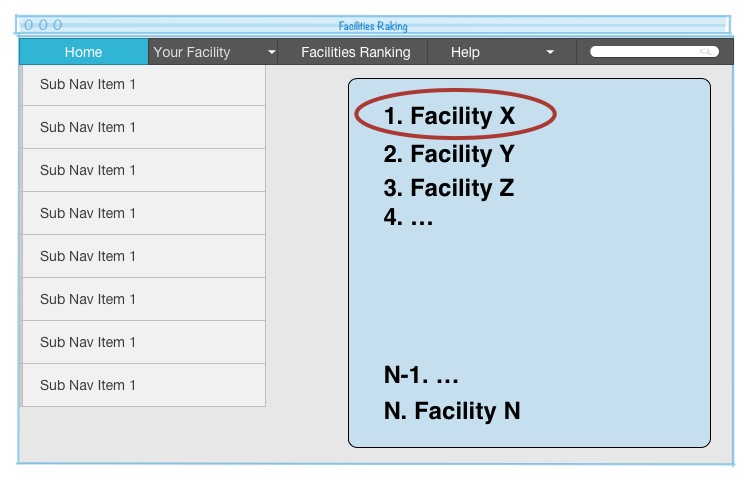 Facilities Raking
Home Your Facility Facilities Ranking Help
Sub Nav Item 1
Sub Nav Item 1
Sub Nav Item 1
Sub Nav Item 1
Sub Nav Item 1
Sub Nav Item 1
Sub Nav Item 1
Sub Nav Item 1
1. Facility X
2. Facility Y
3. Facility Z
4. ...
N-1. ...
N. Facility N